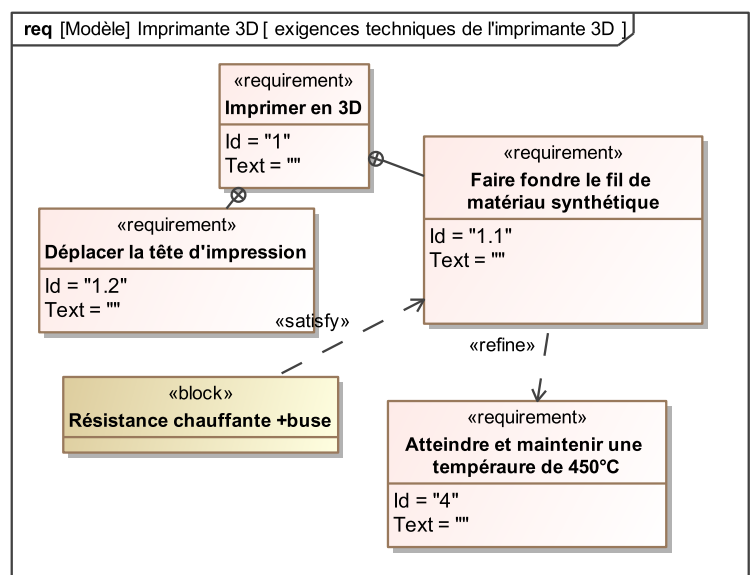 req [Modèle] Imprimante 3D [ exigences techniques de l'imprimante 3D ]
«requirement»
Imprimer en 3D
Id = "1"
Text = ""
«requirement»
Faire fondre le fil de
matériau synthétique
Id = "1.1"
Text = ""
«requirement»
Déplacer la tête d'impression
Id = "1.2"
Text = ""
«satisfy»
«refine»
«block»
Résistance chauffante +buse
«requirement»
Atteindre et maintenir une
tempéraure de 450°C
Id = "4"
Text = ""